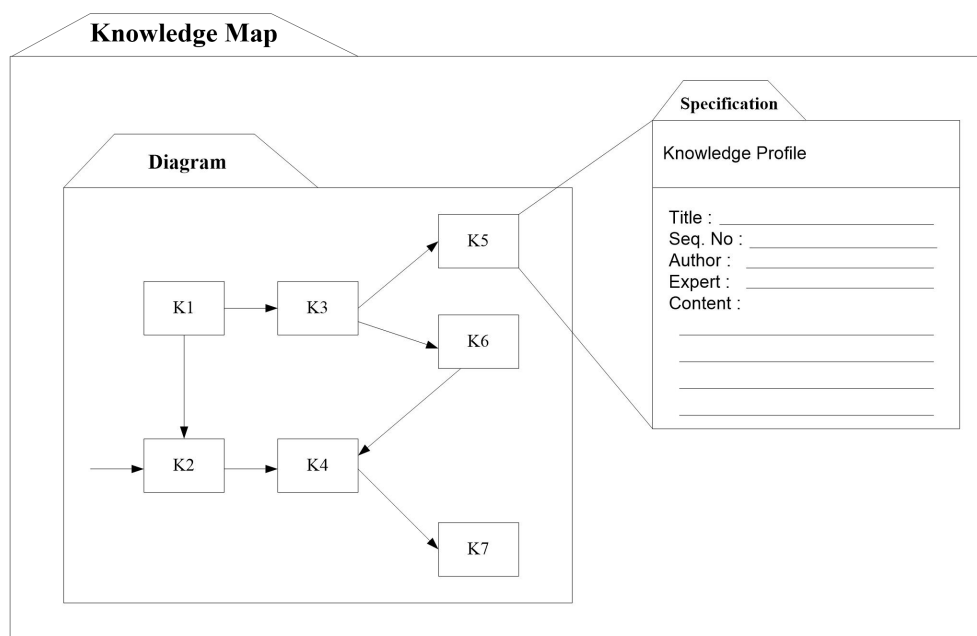 Knowledge Map
Specification
Knowledge Profile
Title :
Seq. No :
Author :
Expert :
Content :
Diagram
K5
K1
K3
K6
K2
K4
K7